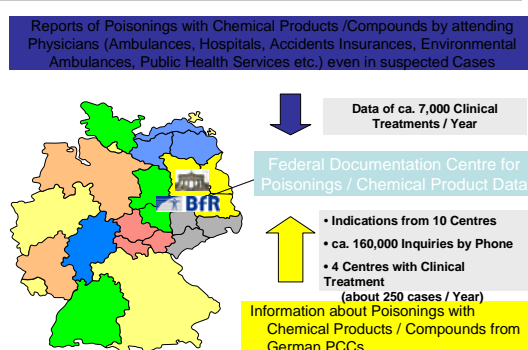 Reports of Poisonings with Chemical Products /Compounds by attending
Physicians (Ambulances, Hospitals, Accidents Insurances, Environmental
Ambulances, Public Health Services etc.) even in suspected Cases
Data of ca. 7,000 Clinical
Treatments / Year
Federal Documentation Centre for
Poisonings / Chemical Product Data
BfR
• Indications from 10 Centres
• ca. 160,000 Inquiries by Phone
• 4 Centres with Clinical
Treatment
(about 250 cases / Year)
Information about Poisonings with
Chemical Products / Compounds from
German PCCs